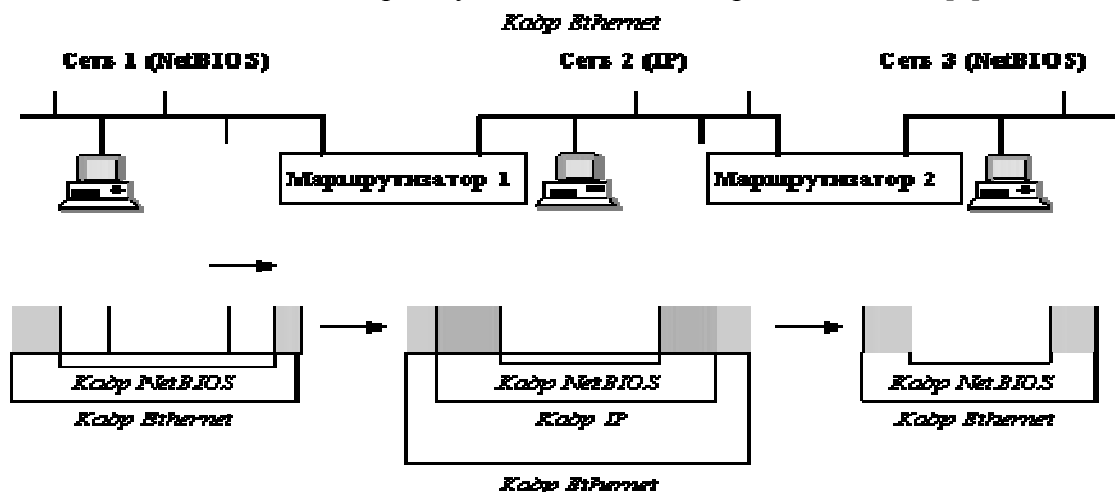 Кадр Ethernet
Сеть 1 (NetBIOS) Сеть 2 (IP) Сеть 3 (NetBIOS)
Маршрутизатор 1 Маршрутизатор 2
Кадр NetBIOS Кадр NetBIOS Кадр NetBIOS
Кадр Ethernet Кадр IP Кадр Ethernet
Кадр Ethernet